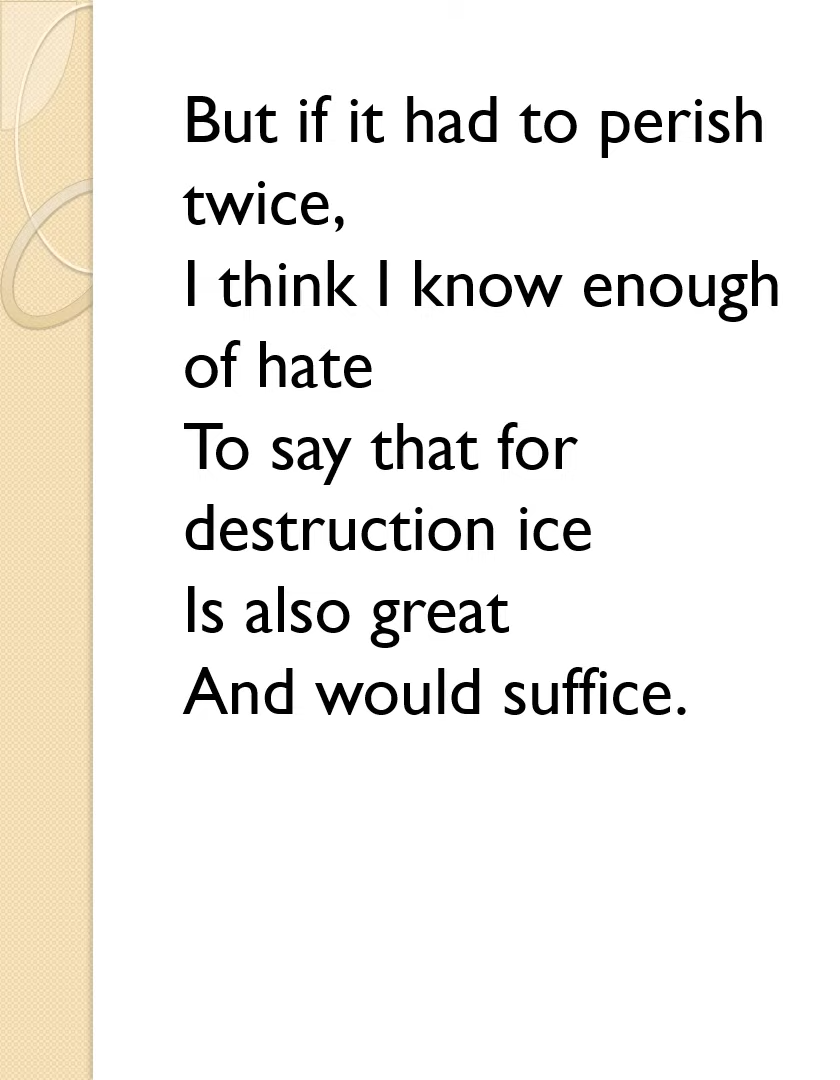 But if it had to perish
twice,
I think I know enough
of hate
To say that for
destruction ice
Is also great
And would suffice.